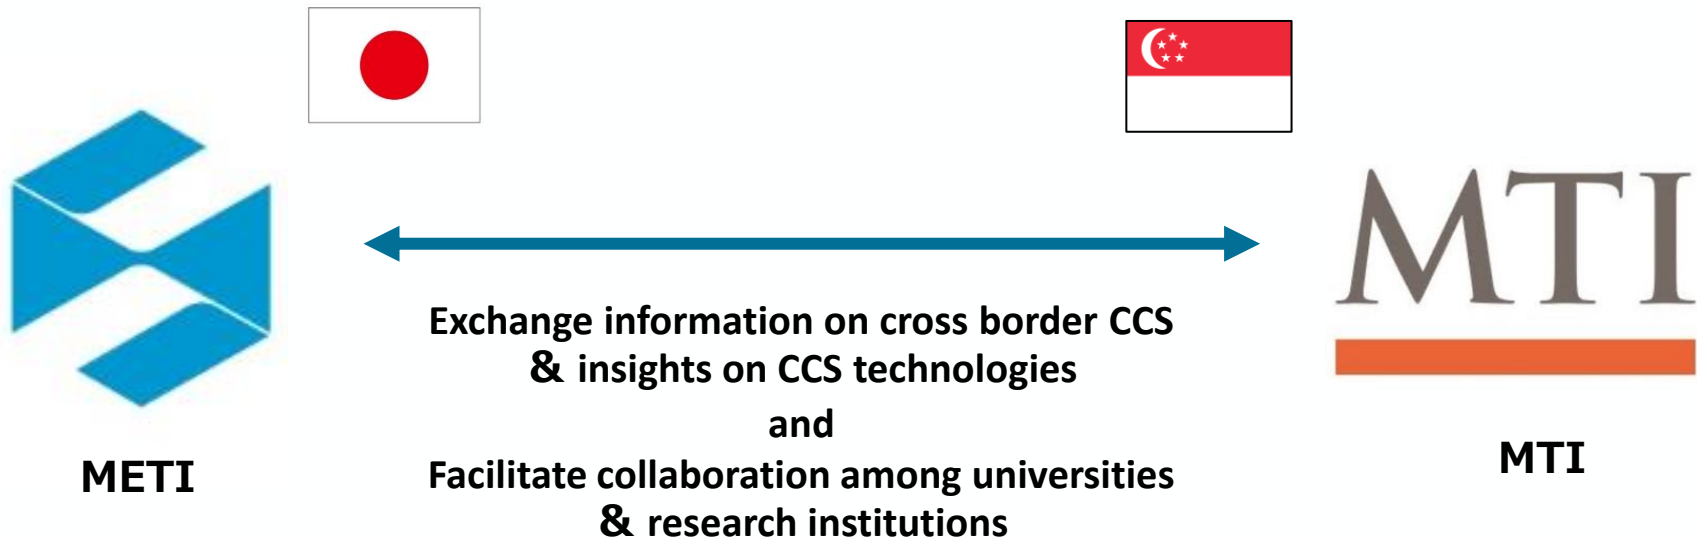 MTI
Exchange information on cross border CCS
& insights on CCS technologies
and
Facilitate collaboration among universities
& research institutions
METI
MTI